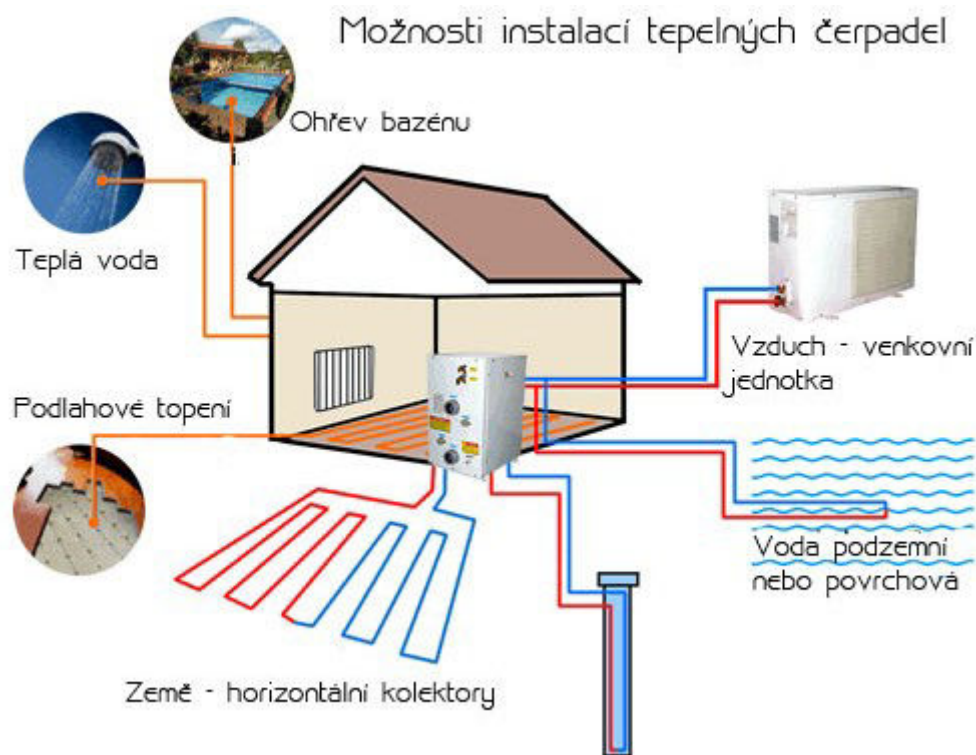 Možnosti instalací tepelných čerpadel
Ohřev bazénu
Teplá voda
Vzduch - venkovní
jednotka
Podlahové topení
Voda podzemní
nebo povrchová
Země - horizontální kolektory